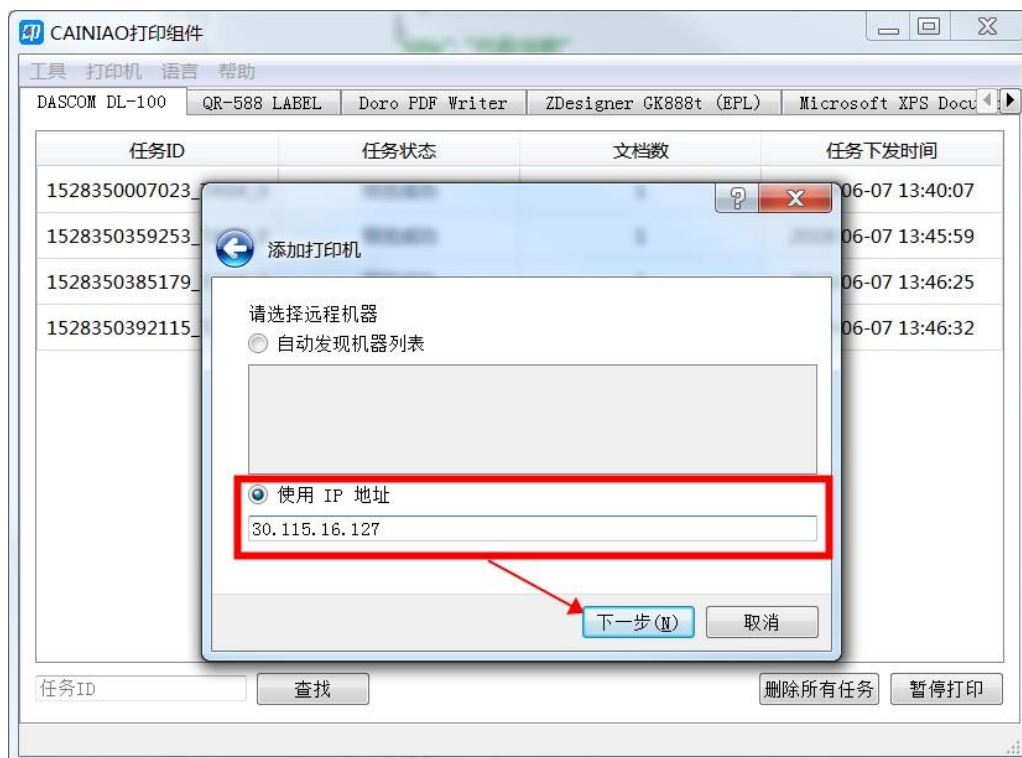 CAINIAO打印组件
工具 打印机 语言 帮助
DASCOM DL-100 QR-588 LABEL Doro PDF Writer ZDesigner GK888t (EPL) Microsoft XPS Docu
任务ID 任务状态 文档数 任务下发时间
1528350007023_ 06-07 13:40:07
1528350359253_ 06-07 13:45:59
1528350385179_ 06-07 13:46:25
1528350392115_ 06-07 13:46:32
添加打印机
请选择远程机器
自动发现机器列表
使用 IP 地址
30.115.16.127
下一步(N) 取消
任务ID 查找 删除所有任务 暂停打印